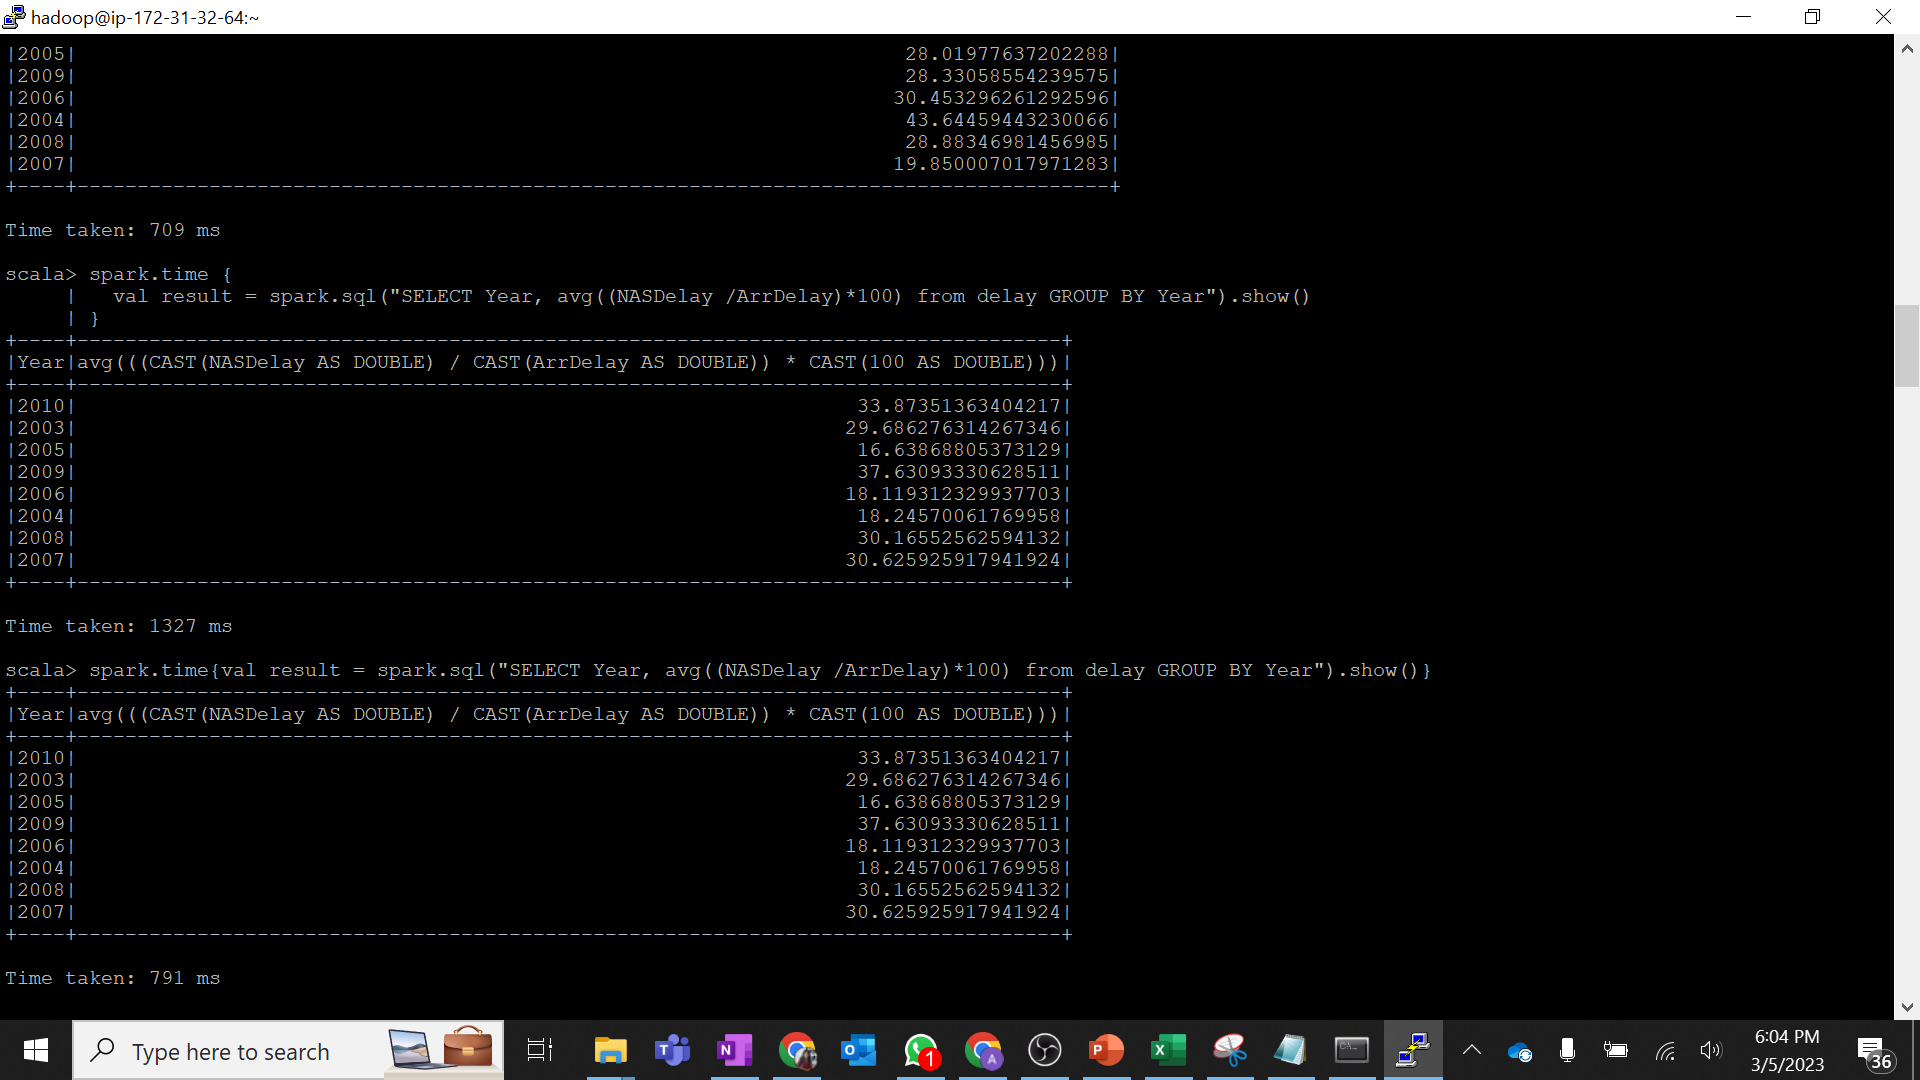 hadoop@ip-172-31-32-64:~
|2005|                                                                     28.01977637202288|
|2009|                                                                     28.33058554239575|
|2006|                                                                    30.453296261292596|
|2004|                                                                     43.64459443230066|
|2008|                                                                     28.88346981456985|
|2007|                                                                    19.850007017971283|
+----+--------------------------------------------------------------------------------------+
Time taken: 709 ms
scala> spark.time {
     |   val result = spark.sql("SELECT Year, avg((NASDelay /ArrDelay)*100) from delay GROUP BY Year").show()
     | }
+----+----------------------------------------------------------------------------------+
|Year|avg(((CAST(NASDelay AS DOUBLE) / CAST(ArrDelay AS DOUBLE)) * CAST(100 AS DOUBLE)))|
+----+----------------------------------------------------------------------------------+
|2010|                                                                 33.87351363404217|
|2003|                                                                29.686276314267346|
|2005|                                                                 16.63868805373129|
|2009|                                                                 37.63093330628511|
|2006|                                                                18.119312329937703|
|2004|                                                                 18.24570061769958|
|2008|                                                                 30.16552562594132|
|2007|                                                                30.625925917941924|
+----+----------------------------------------------------------------------------------+
Time taken: 1327 ms
scala> spark.time{val result = spark.sql("SELECT Year, avg((NASDelay /ArrDelay)*100) from delay GROUP BY Year").show()}
+----+----------------------------------------------------------------------------------+
|Year|avg(((CAST(NASDelay AS DOUBLE) / CAST(ArrDelay AS DOUBLE)) * CAST(100 AS DOUBLE)))|
+----+----------------------------------------------------------------------------------+
|2010|                                                                 33.87351363404217|
|2003|                                                                29.686276314267346|
|2005|                                                                 16.63868805373129|
|2009|                                                                 37.63093330628511|
|2006|                                                                18.119312329937703|
|2004|                                                                 18.24570061769958|
|2008|                                                                 30.16552562594132|
|2007|                                                                30.625925917941924|
+----+----------------------------------------------------------------------------------+
Time taken: 791 ms
Type here to search
1
A
6:04 PM
3/5/2023
36